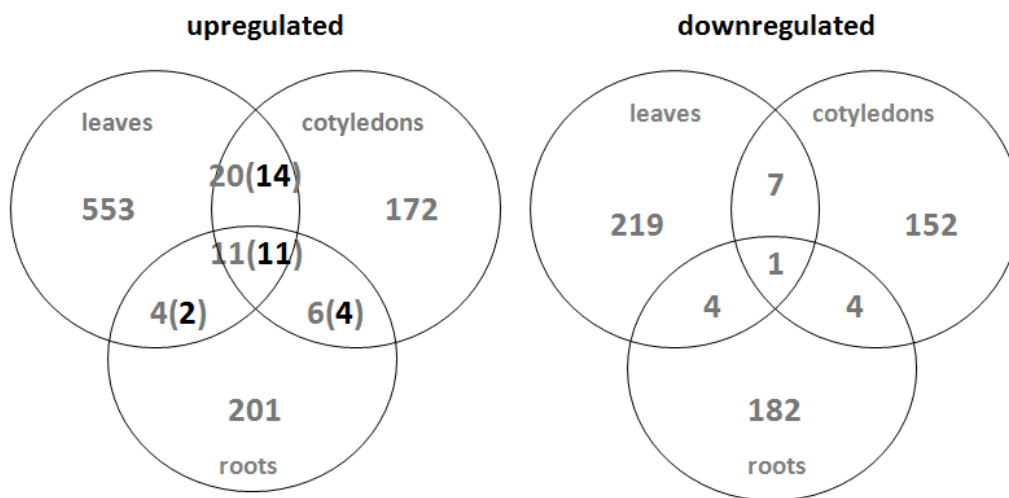 upregulated
downregulated
leaves
cotyledons
20(14)
553
172
11(11)
4(2)
6(4)
201
roots
leaves
cotyledons
7
219
152
1
4
4
182
roots